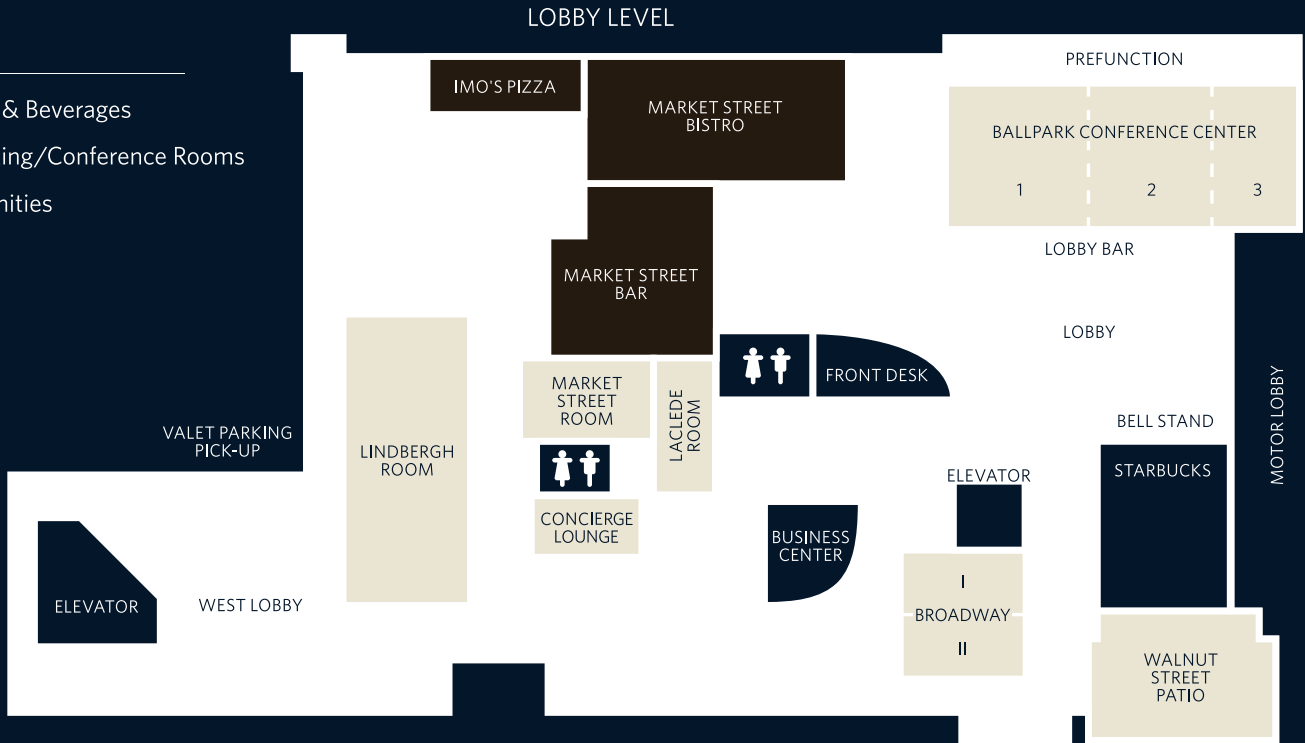 LOBBY LEVEL
& Beverages
ing/Conference Rooms
nities
IMO'S PIZZA
MARKET STREET
BISTRO
PREFUNCTION
BALLPARK CONFERENCE CENTER
1
2
3
LOBBY BAR
MARKET STREET
BAR
LOBBY
FRONT DESK
MARKET
STREET
ROOM
LACLEDE
ROOM
MOTOR LOBBY
VALET PARKING
PICK-UP
LINDBERGH
ROOM
BELL STAND
STARBUCKS
ELEVATOR
CONCIERGE
LOUNGE
BUSINESS
CENTER
ELEVATOR
WEST LOBBY
I
BROADWAY
II
WALNUT
STREET
PATIO